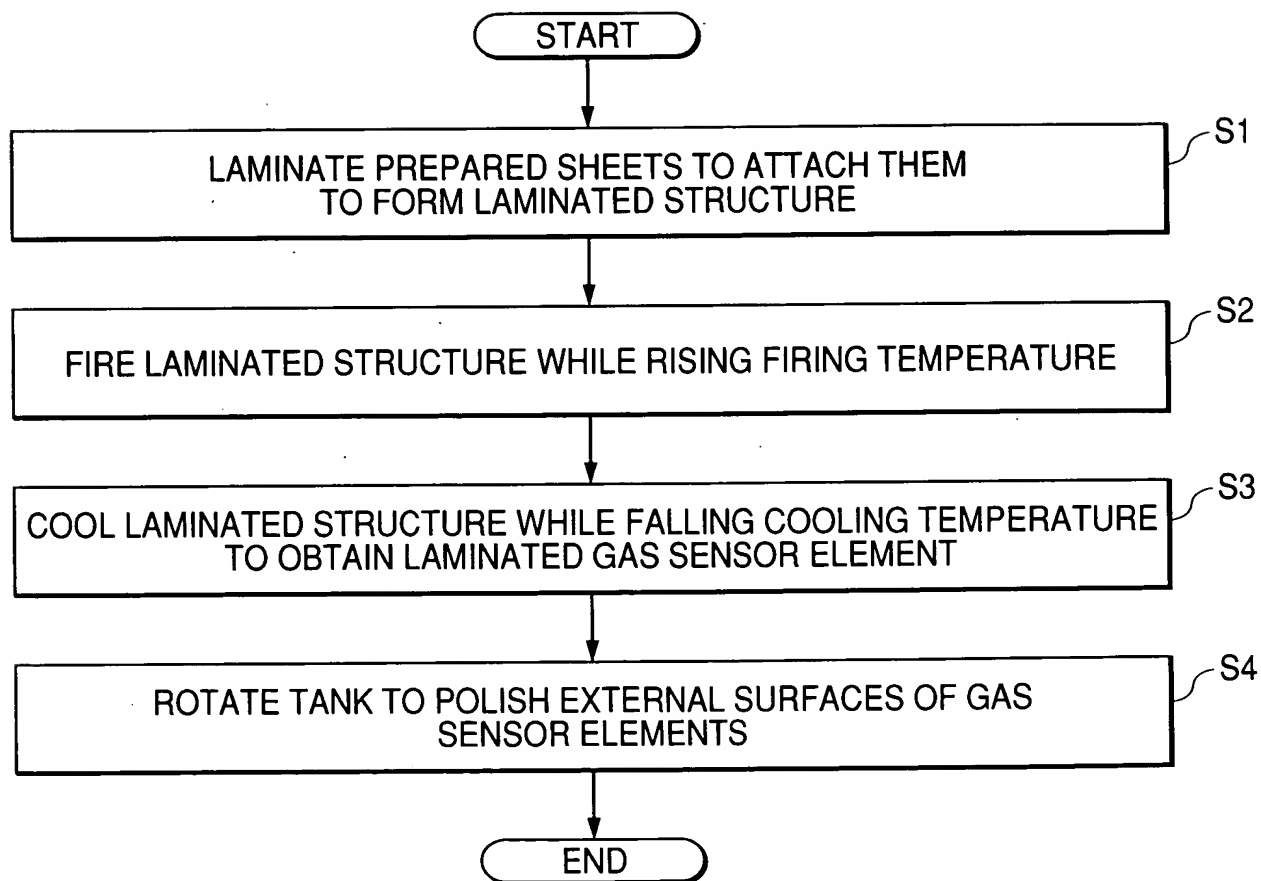 START
S1
LAMINATE PREPARED SHEETS TO ATTACH THEM
TO FORM LAMINATED STRUCTURE
S2
FIRE LAMINATED STRUCTURE WHILE RISING FIRING TEMPERATURE
S3
COOL LAMINATED STRUCTURE WHILE FALLING COOLING TEMPERATURE
TO OBTAIN LAMINATED GAS SENSOR ELEMENT
S4
ROTATE TANK TO POLISH EXTERNAL SURFACES OF GAS
SENSOR ELEMENTS
END